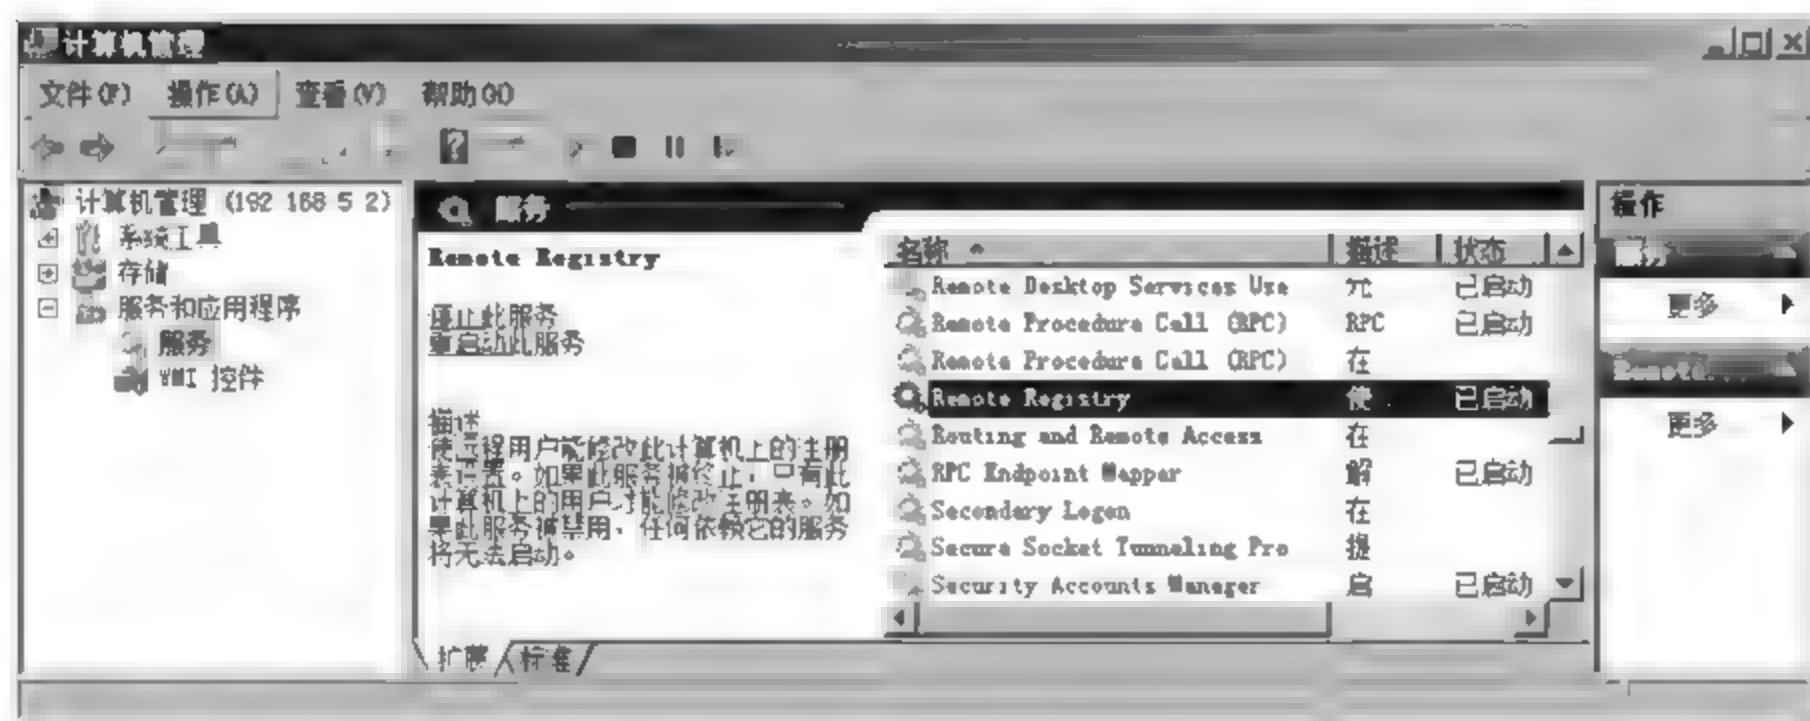 计算机管理
文件(F) 操作(A) 查看(V) 帮助(H)
计算机管理 (192 168 5 2)
系统工具
存储
服务和应用程序
服务
WMI 控件
服务
Remote Registry
停止此服务
重启动此服务
描述
使远程用户能修改此计算机上的注册
表设置。如果此服务被终止，只有此
计算机上的用户才能修改注册表。如
果此服务被禁用，任何依赖它的服务
将无法启动。
名称 描述 状态
Remote Desktop Services Use 允 已启动
Remote Procedure Call (RPC) RPC 已启动
Remote Procedure Call (RPC) 在
Remote Registry 使 . 已启动
Routing and Remote Access 在
RPC Endpoint Mapper 解 已启动
Secondary Logon 在
Secure Socket Tunneling Pro 提
Security Accounts Manager 启 已启动
扩展 标准
操作
服务
更多
Remote...
更多